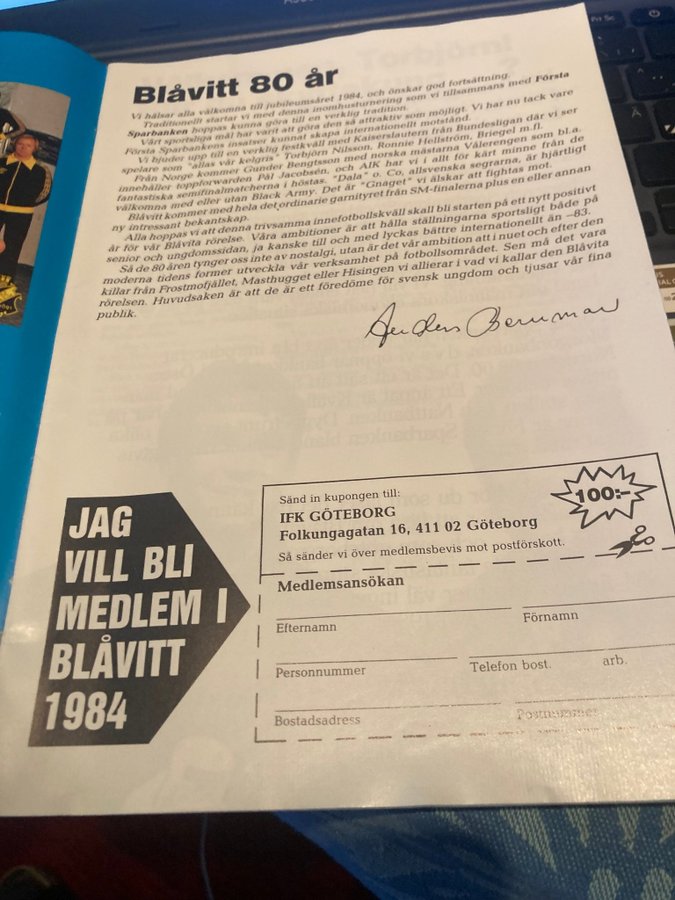 Blåvitt 80 år
Vi hälsar alla välkomna till jubileumsåret 1984, och önskar god fortsättning.
Traditionellt startar vi med denna inomhusturnering som vi tillsammans med Första
Sparbanken hoppas kunna göra till en verklig tradition.
Vårt sportsliga mål har varit att göra den så attraktiv som möjligt. Vi har nu tack vare
Första Sparbankens insatser kunnat skapa internationellt motstånd.
Vi bjuder upp till en verklig festkväll med Kaiserslautern från Bundesligan där vi ser
spelare som "allas vår kelgris" Torbjörn Nilsson, Ronnie Hellström, Briegel m.fl.
Från Norge kommer Gunder Bengtsson med norska mästarna Vålerengen som bl.a.
innehåller toppforwarden Pål Jacobsén, och AIK har vi i allt för kärt minne från de
fantastiska semifinalmatcherna i höstas. "Dala" o. Co, allsvenska segrarna, är hjärtligt
välkomna med eller utan Black Army. Det är "Gnaget" vi älskar att fightas mot.
Blåvitt kommer med hela det ordinarie garnityret från SM-finalerna plus en eller annan
ny intressant bekantskap.
Alla hoppas vi att denna trivsamma innefotbollskväll skall bli starten på ett nytt positivt
år för vår Blåvita rörelse. Våra ambitioner är att hålla ställningarna sportsligt både på
senior och ungdomssidan, ja kanske till och med lyckas bättre internationellt än –83.
Så de 80 åren tynger oss inte av nostalgi, utan är det vår ambition att i nuet och efter den
moderna tidens former utveckla vår verksamhet på fotbollsområdet. Sen må det vara
killar från Frostmofjället, Masthugget eller Hisingen vi allierar i vad vi kallar den Blåvita
rörelsen. Huvudsaken är att de är ett föredöme för svensk ungdom och tjusar vår fina
publik.
JAG
VILL BLI
MEDLEM I
BLÅVITT
1984
Sänd in kupongen till:
IFK GÖTEBORG
Folkungagatan 16, 411 02 Göteborg
Så sänder vi över medlemsbevis mot postförskott.
100:–
Medlemsansökan
Efternamn Förnamn
Personnummer Telefon bost. arb.
Bostadsadress Postnummer